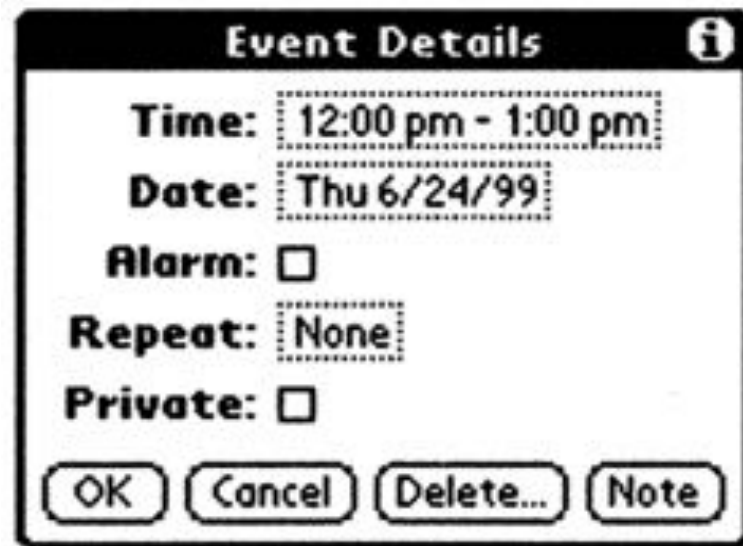 Event Details i
Time: 12:00 pm - 1:00 pm
Date: Thu 6/24/99
Alarm:
Repeat: None
Private:
OK Cancel Delete... Note